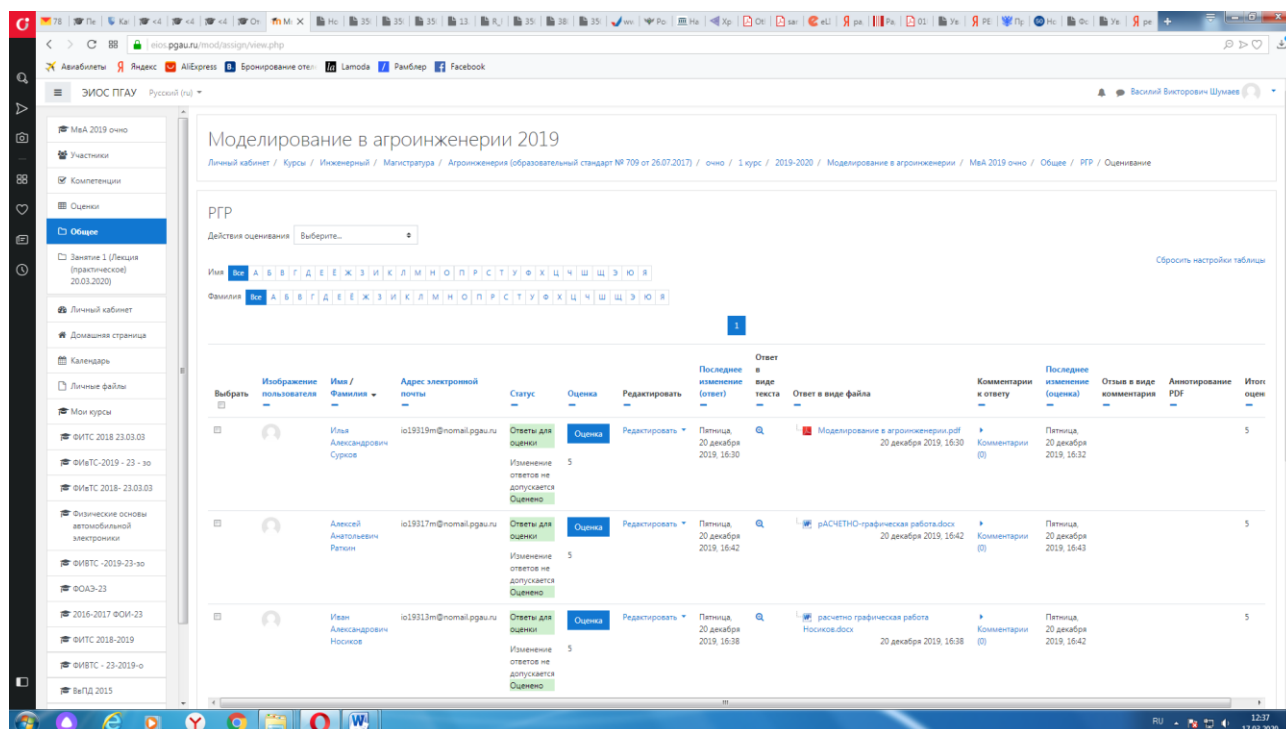 eios.pgau.ru/mod/assign/view.php
Авиабилеты Яндекс AliExpress Бронирование отел Lamoda Рамблер Facebook
ЭИОС ПГАУ Русский (ru)
Василий Викторович Шумаев
МвА 2019 очно
Участники
Компетенции
Оценки
Общее
Занятие 1 (Лекция
(практическое)
20.03.2020)
Личный кабинет
Домашняя страница
Календарь
Личные файлы
Мои курсы
ФИТС 2018 23.03.03
ФИвТС-2019 - 23 - зо
ФИвТС 2018- 23.03.03
Физические основы
автомобильной
электроники
ФИВТС -2019-23-зо
ФОАЭ-23
2016-2017 ФОИ-23
ФИТС 2018-2019
ФИВТС - 23-2019-о
ВвПД 2015
Моделирование в агроинженерии 2019
Личный кабинет / Курсы / Инженерный / Магистратура / Агроинженерия (образовательный стандарт № 709 от 26.07.2017) / очно / 1 курс / 2019-2020 / Моделирование в агроинженерии / МвА 2019 очно / Общее / РГР / Оценивание
РГР
Действия оценивания Выберите...
Сбросить настройки таблицы
Имя Все А Б В Г Д Е Ё Ж З И К Л М Н О П Р С Т У Ф Х Ц Ч Ш Щ Э Ю Я
Фамилия Все А Б В Г Д Е Ё Ж З И К Л М Н О П Р С Т У Ф Х Ц Ч Ш Щ Э Ю Я
1
Выбрать
Изображение
пользователя
Имя /
Фамилия
Адрес электронной
почты
Статус
Оценка
Редактировать
Последнее
изменение
(ответ)
Ответ
в
виде
текста
Ответ в виде файла
Комментарии
к ответу
Последнее
изменение
(оценка)
Отзыв в виде
комментария
Аннотирование
PDF
Итого
оцен
Илья
Александрович
Сурков
io19319m@nomail.pgau.ru
Ответы для
оценки
Изменение
ответов не
допускается
Оценено
Оценка
5
Редактировать
Пятница,
20 декабря
2019, 16:30
Моделирование в агроинженерии.pdf
20 декабря 2019, 16:30
Комментарии
(0)
Пятница,
20 декабря
2019, 16:32
5
Алексей
Анатольевич
Раткин
io19317m@nomail.pgau.ru
Ответы для
оценки
Изменение
ответов не
допускается
Оценено
Оценка
5
Редактировать
Пятница,
20 декабря
2019, 16:42
рАСЧЕТНО-графическая работа.docx
20 декабря 2019, 16:42
Комментарии
(0)
Пятница,
20 декабря
2019, 16:43
5
Иван
Александрович
Носиков
io19313m@nomail.pgau.ru
Ответы для
оценки
Изменение
ответов не
допускается
Оценено
Оценка
5
Редактировать
Пятница,
20 декабря
2019, 16:38
расчетно графическая работа
Носиков.docx
20 декабря 2019, 16:38
Комментарии
(0)
Пятница,
20 декабря
2019, 16:42
5
RU
12:37
17.03.2020